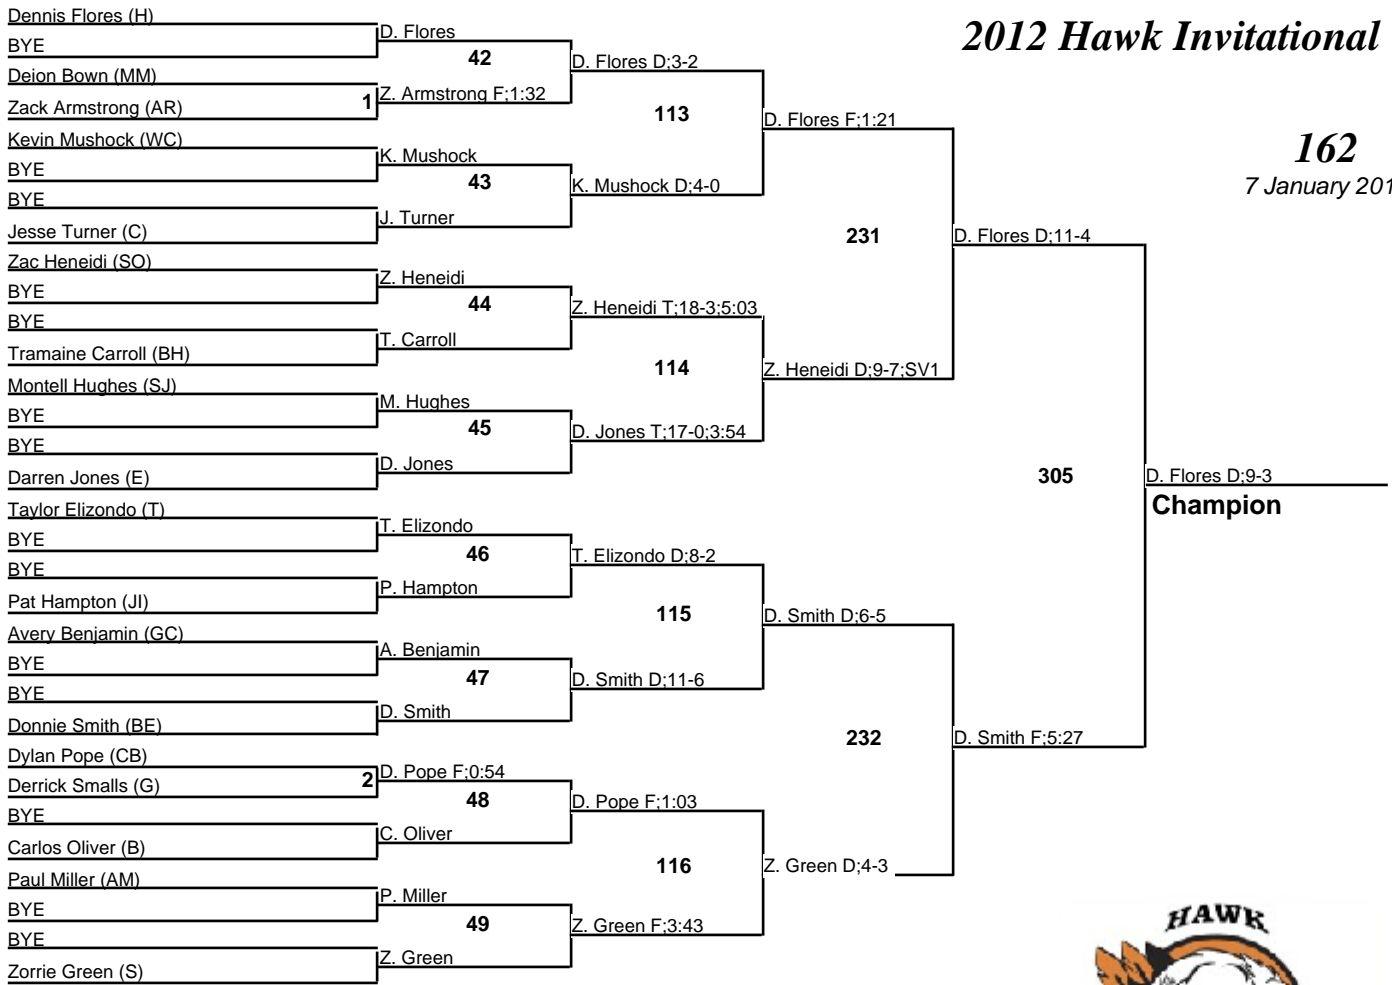 2012 Hawk Invitational
162
7 January 201
Dennis Flores (H)
BYE
Deion Bown (MM)
Zack Armstrong (AR)
Kevin Mushock (WC)
BYE
BYE
Jesse Turner (C)
Zac Heneidi (SO)
BYE
BYE
Tramaine Carroll (BH)
Montell Hughes (SJ)
BYE
BYE
Darren Jones (E)
Taylor Elizondo (T)
BYE
BYE
Pat Hampton (JI)
Avery Benjamin (GC)
BYE
BYE
Donnie Smith (BE)
Dylan Pope (CB)
Derrick Smalls (G)
BYE
Carlos Oliver (B)
Paul Miller (AM)
BYE
BYE
Zorrie Green (S)
D. Flores
42
1
Z. Armstrong F;1:32
K. Mushock
43
J. Turner
Z. Heneidi
44
T. Carroll
M. Hughes
45
D. Jones
T. Elizondo
46
P. Hampton
A. Benjamin
47
D. Smith
2
D. Pope F;0:54
48
C. Oliver
P. Miller
49
Z. Green
D. Flores D;3-2
113
K. Mushock D;4-0
Z. Heneidi T;18-3;5:03
114
D. Jones T;17-0;3:54
T. Elizondo D;8-2
115
D. Smith D;11-6
D. Pope F;1:03
116
Z. Green F;3:43
D. Flores F;1:21
231
Z. Heneidi D;9-7;SV1
D. Smith D;6-5
232
Z. Green D;4-3
D. Flores D;11-4
305
D. Smith F;5:27
D. Flores D;9-3
Champion
HAWK